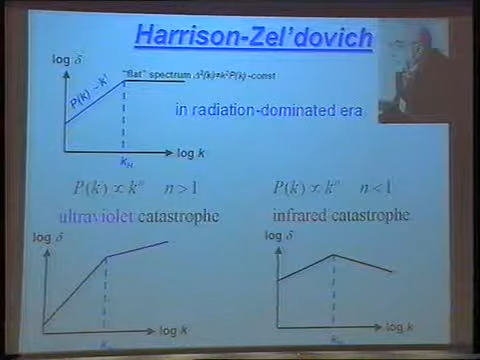 Harrison-Zel'dovich
log δ
"flat" spectrum Δ²(k)≡k³P(k)~const
P(k) ~ k¹
in radiation-dominated era
log k
k_H
P(k) ∝ kⁿ n > 1
P(k) ∝ kⁿ n < 1
ultraviolet catastrophe
infrared catastrophe
log δ
log δ
log k
log k